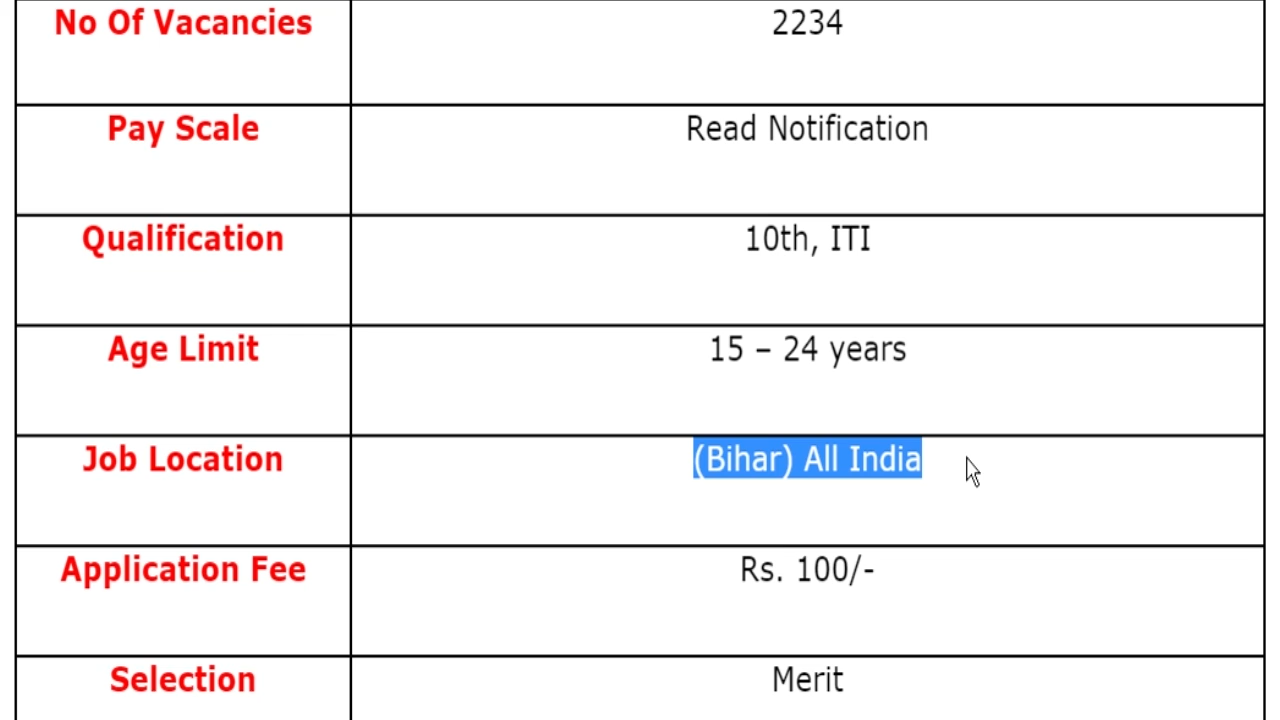 No Of Vacancies 2234
Pay Scale Read Notification
Qualification 10th, ITI
Age Limit 15 – 24 years
Job Location (Bihar) All India
Application Fee Rs. 100/-
Selection Merit